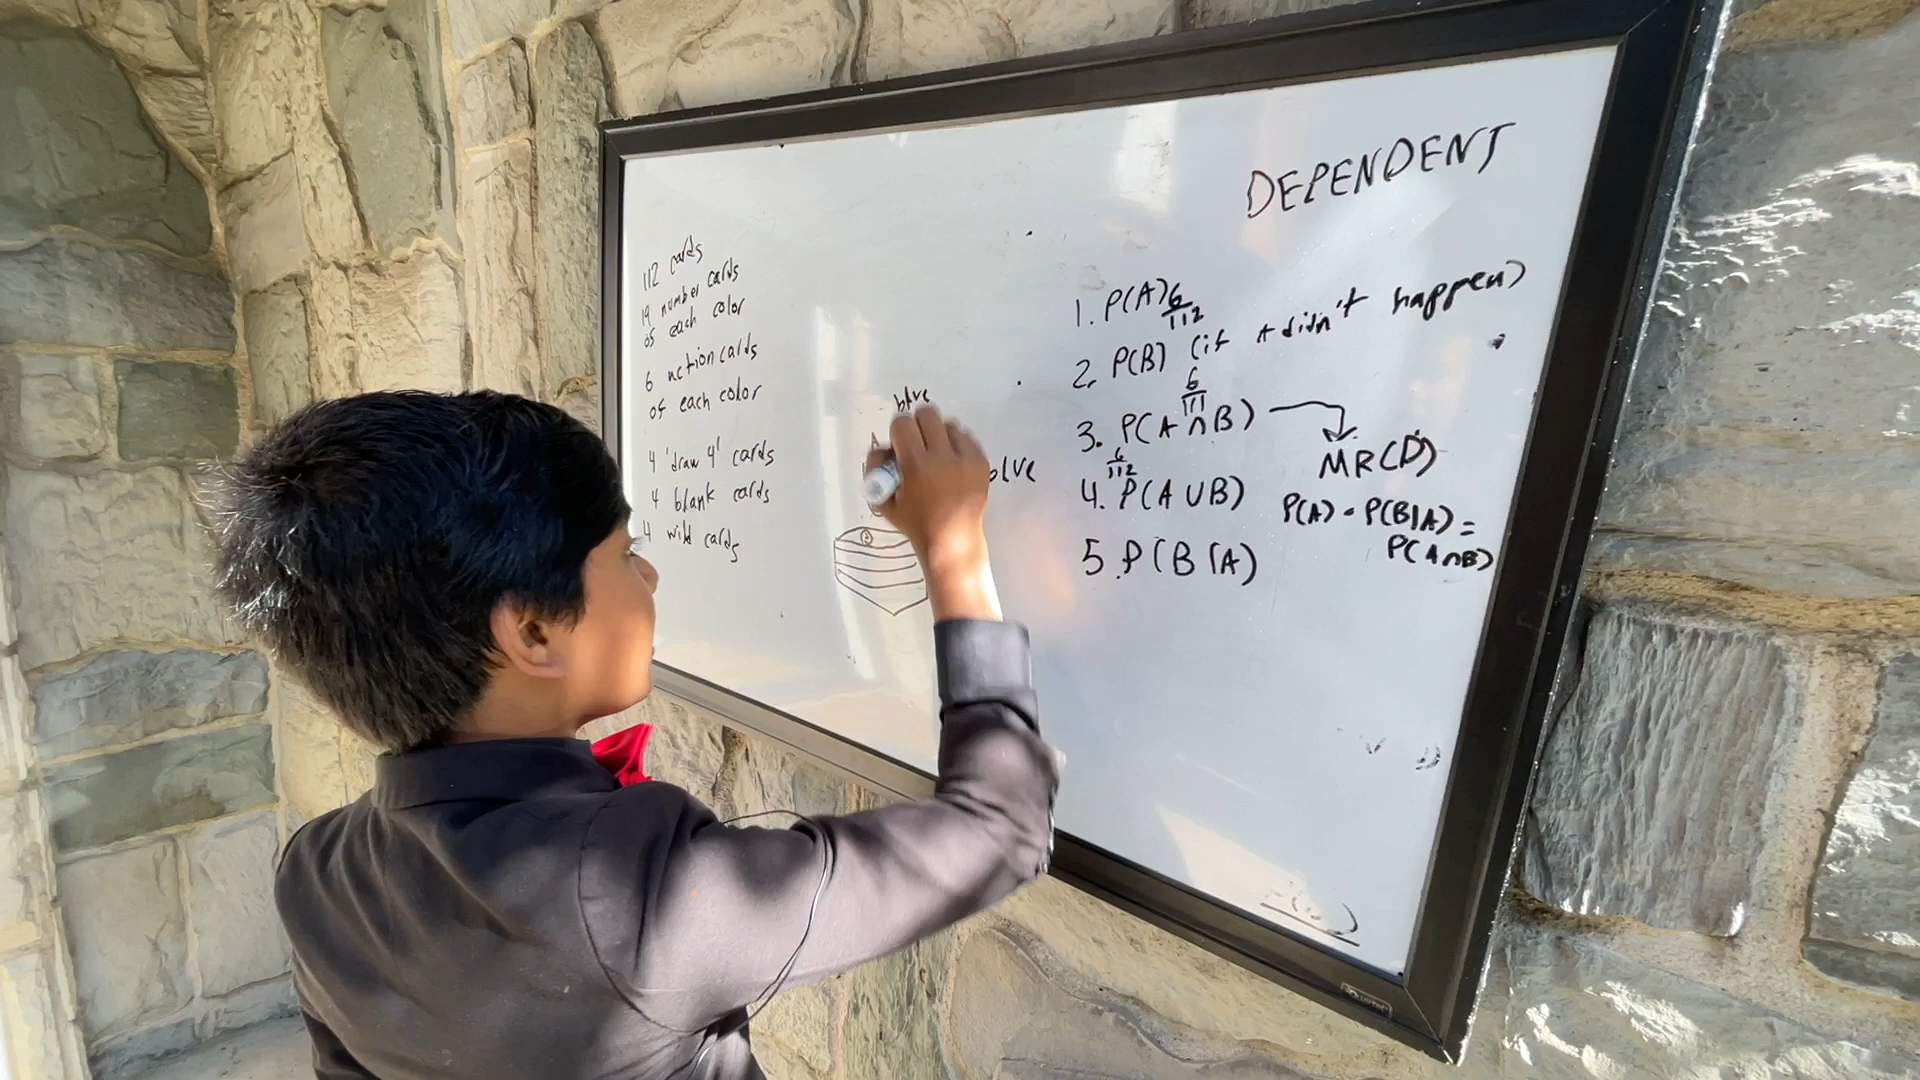 DEPENDENT
112 cards
19 number cards
of each color
6 action cards
of each color
4 'draw 4' cards
4 blank cards
4 wild cards
blue
1. P(A) 6/112
2. P(B) (if A didn't happen)
6/111
3. P(A∩B)
MR(D)
6/112
4. P(A∪B)
P(A) · P(B|A) =
P(A∩B)
5. P(B|A)
Quartet